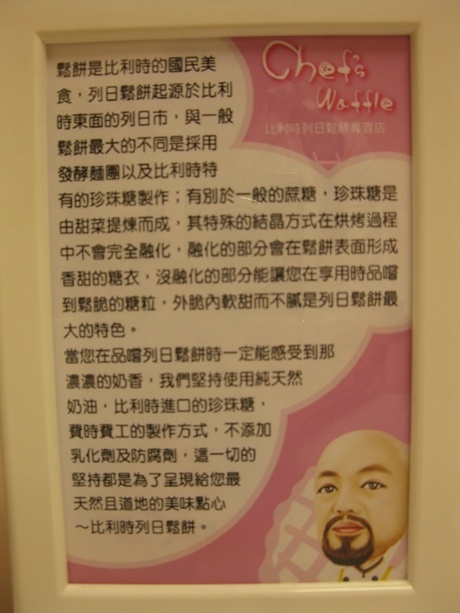 Chef's
Waffle
比利時列日鬆餅專賣店
鬆餅是比利時的國民美
食，列日鬆餅起源於比利
時東面的列日市，與一般
鬆餅最大的不同是採用
發酵麵團以及比利時特
有的珍珠糖製作；有別於一般的蔗糖，珍珠糖是
由甜菜提煉而成，其特殊的結晶方式在烘烤過程
中不會完全融化，融化的部分會在鬆餅表面形成
香甜的糖衣，沒融化的部分能讓您在享用時品嚐
到鬆脆的糖粒，外脆內軟甜而不膩是列日鬆餅最
大的特色。
當您在品嚐列日鬆餅時一定能感受到那
濃濃的奶香，我們堅持使用純天然
奶油，比利時進口的珍珠糖，
費時費工的製作方式，不添加
乳化劑及防腐劑，這一切的
堅持都是為了呈現給您最
天然且道地的美味點心
～比利時列日鬆餅。